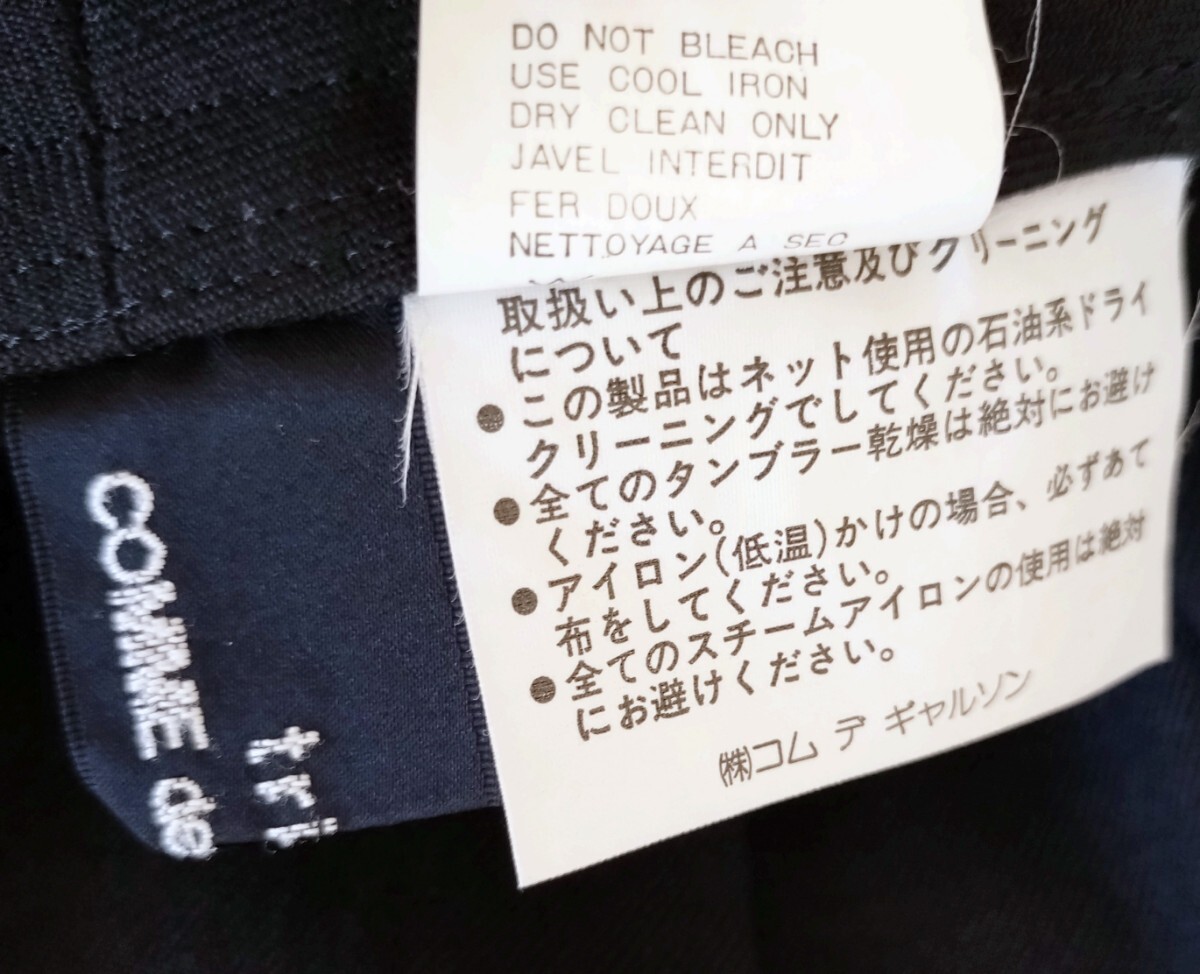 DO NOT BLEACH
USE COOL IRON
DRY CLEAN ONLY
JAVEL INTERDIT
FER DOUX
NETTOYAGE A SEC
取扱い上のご注意及びクリーニング
について
●この製品はネット使用の石油系ドライ
クリーニングでしてください。
●全てのタンブラー乾燥は絶対にお避け
ください。
●アイロン(低温)かけの場合、必ずあて
布をしてください。
●全てのスチームアイロンの使用は絶対
にお避けください。
㈱コム デ ギャルソン
tri
COMME de